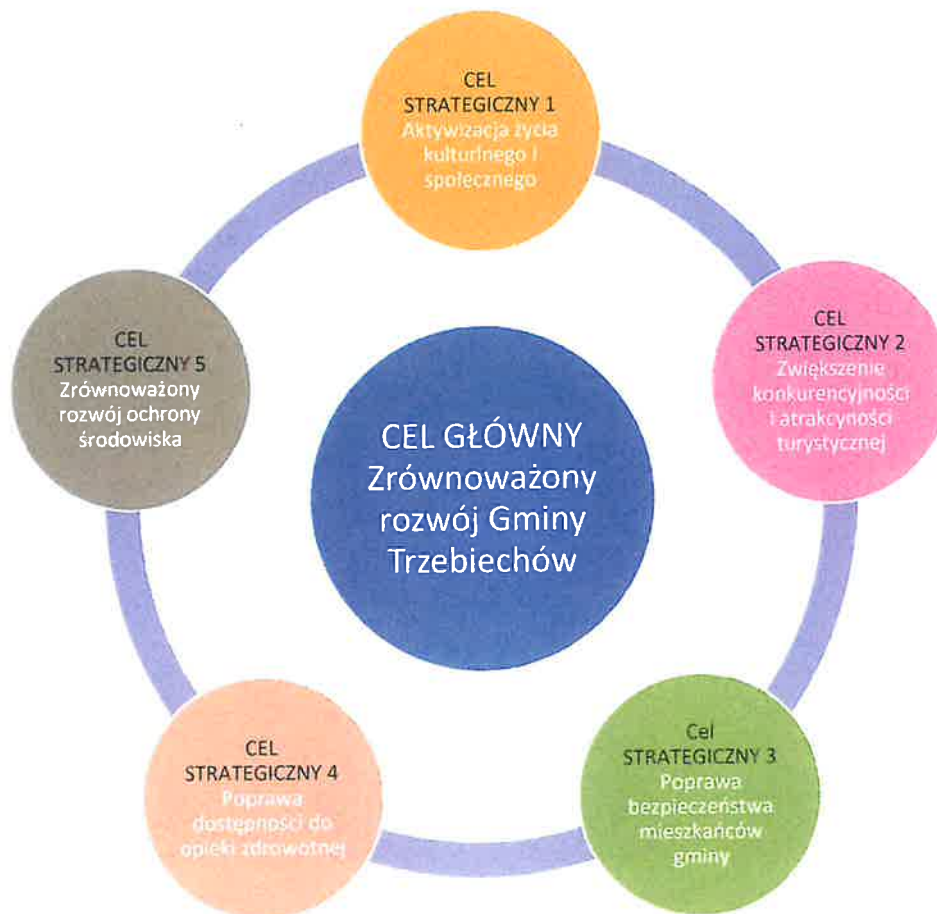 CEL
STRATEGICZNY 1
Aktywizacja życia
kulturlnego i
społecznego
CEL
STRATEGICZNY 2
Zwiększenie
konkurencyjności
i atrakcyności
turystycznej
Cel
STRATEGICZNY 3
Poprawa
bezpieczeństwa
mieszkańców
gminy
CEL
STRATEGICZNY 4
Poprawa
dostępności do
opieki zdrowotnej
CEL
STRATEGICZNY 5
Zrównoważony
rozwój ochrony
środowiska
CEL GŁÓWNY
Zrównoważony
rozwój Gminy
Trzebiechów